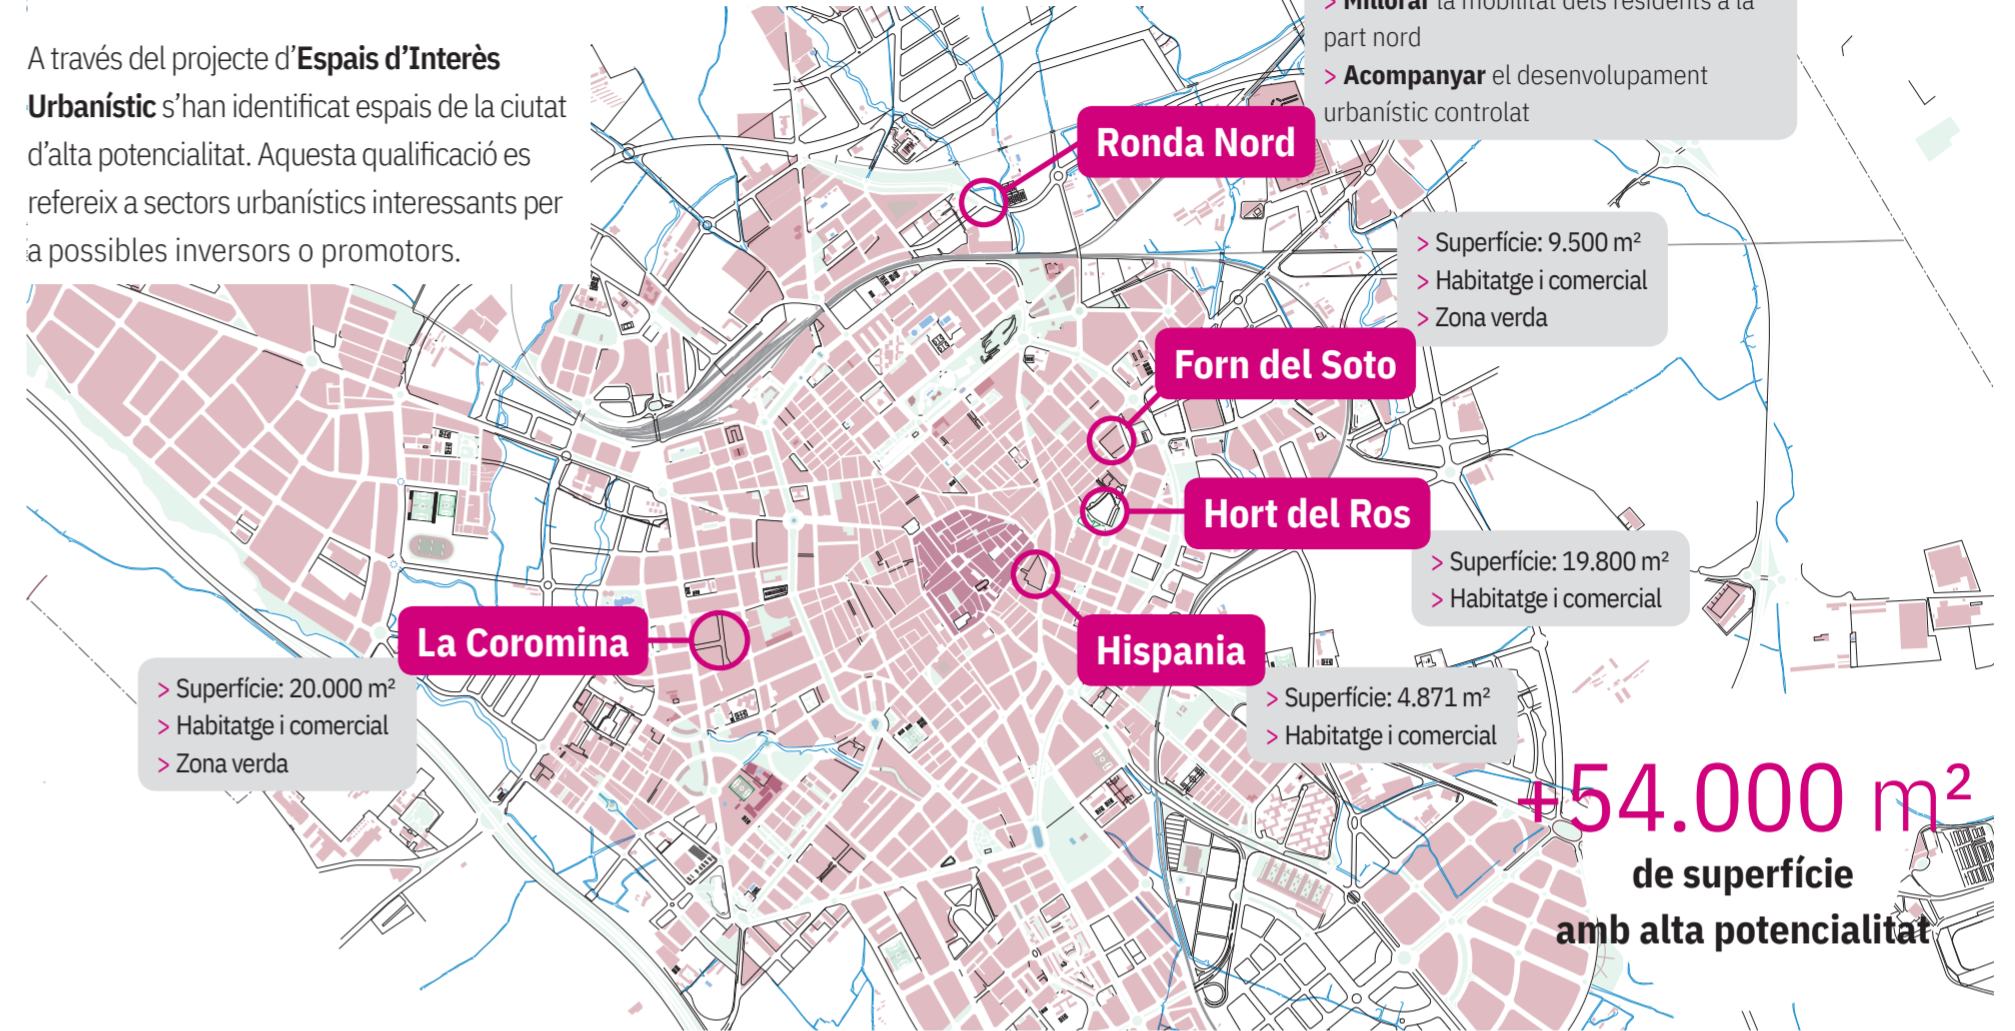 A través del projecte d'Espais d'Interès
Urbanístic s'han identificat espais de la ciutat
d'alta potencialitat. Aquesta qualificació es
refereix a sectors urbanístics interessants per
a possibles inversors o promotors.
> Millorar la mobilitat dels residents a la
part nord
> Acompanyar el desenvolupament
urbanístic controlat
Ronda Nord
> Superfície: 9.500 m²
> Habitatge i comercial
> Zona verda
Forn del Soto
Hort del Ros
> Superfície: 19.800 m²
> Habitatge i comercial
La Coromina
> Superfície: 20.000 m²
> Habitatge i comercial
> Zona verda
Hispania
> Superfície: 4.871 m²
> Habitatge i comercial
+54.000 m²
de superfície
amb alta potencialitat